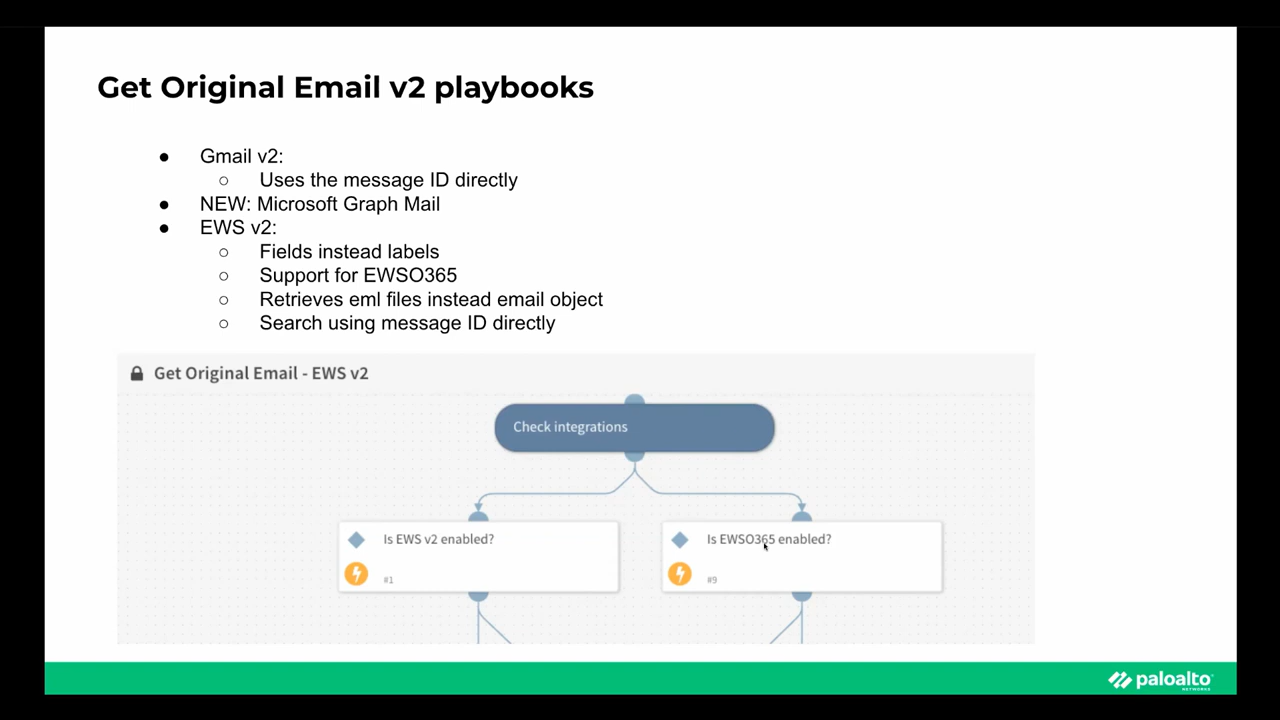 Get Original Email v2 playbooks
● Gmail v2:
○ Uses the message ID directly
● NEW: Microsoft Graph Mail
● EWS v2:
○ Fields instead labels
○ Support for EWSO365
○ Retrieves eml files instead email object
○ Search using message ID directly
Get Original Email - EWS v2
Check integrations
Is EWS v2 enabled?
#1
Is EWSO365 enabled?
#9
paloalto
NETWORKS